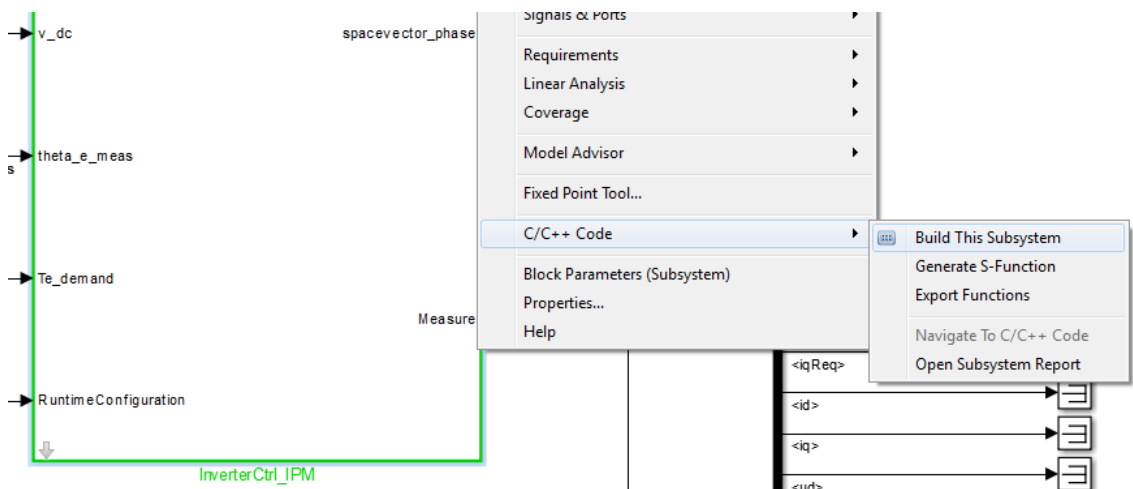 v_dc
spacevector_phase
Signals & Ports
Requirements
Linear Analysis
Coverage
theta_e_meas
s
Model Advisor
Fixed Point Tool...
C/C++ Code
Build This Subsystem
Generate S-Function
Export Functions
Navigate To C/C++ Code
Open Subsystem Report
Te_demand
Block Parameters (Subsystem)
Properties...
Help
Measure
<iqReq>
RuntimeConfiguration
<id>
<iq>
InverterCtrl_IPM
<ud>